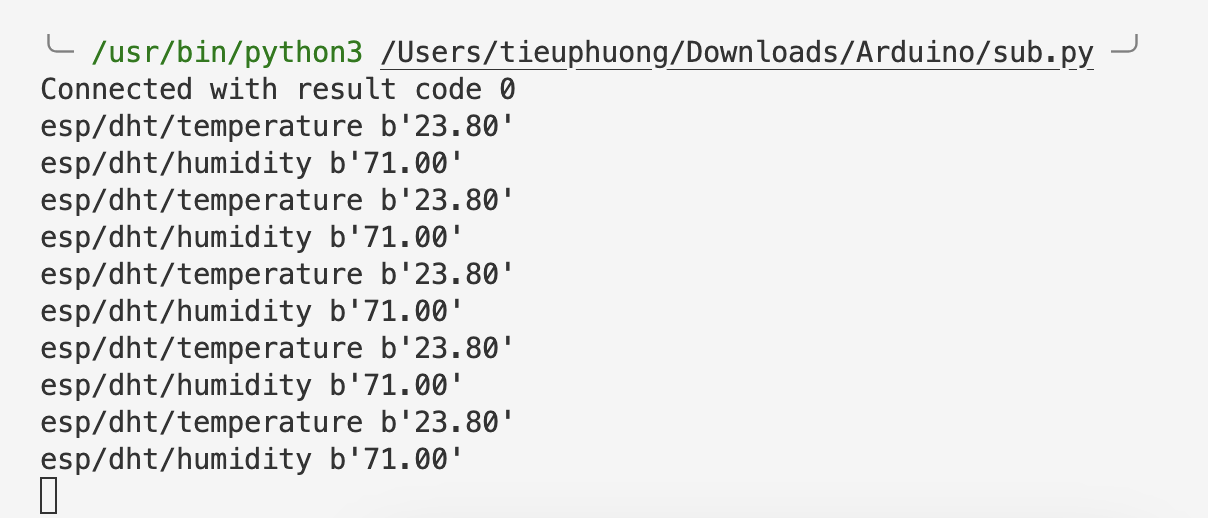 /usr/bin/python3 /Users/tieuphuong/Downloads/Arduino/sub.py
Connected with result code 0
esp/dht/temperature b'23.80'
esp/dht/humidity b'71.00'
esp/dht/temperature b'23.80'
esp/dht/humidity b'71.00'
esp/dht/temperature b'23.80'
esp/dht/humidity b'71.00'
esp/dht/temperature b'23.80'
esp/dht/humidity b'71.00'
esp/dht/temperature b'23.80'
esp/dht/humidity b'71.00'